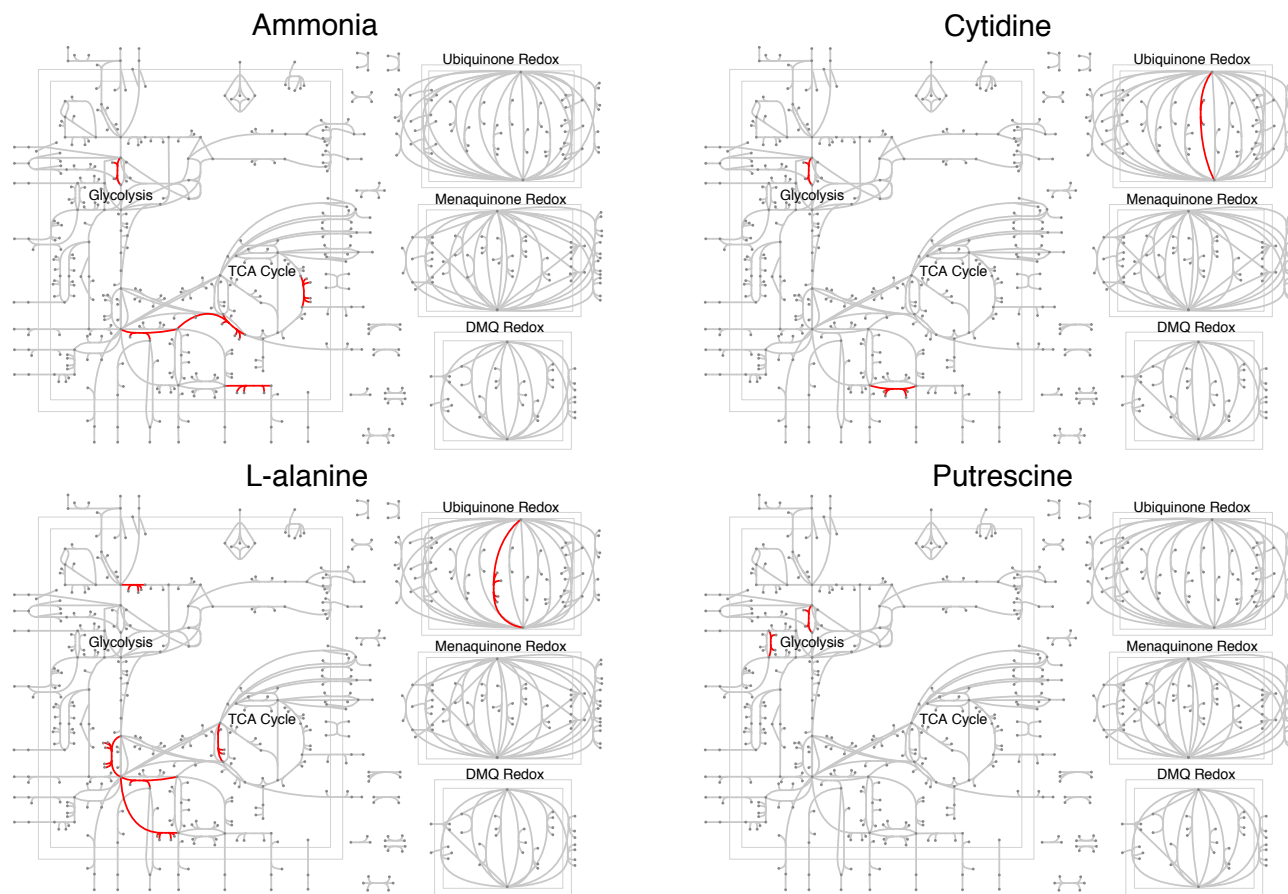 Ammonia
Ubiquinone Redox
Glycolysis
Menaquinone Redox
TCA Cycle
DMQ Redox
Cytidine
Ubiquinone Redox
Glycolysis
Menaquinone Redox
TCA Cycle
DMQ Redox
L-alanine
Ubiquinone Redox
Glycolysis
Menaquinone Redox
TCA Cycle
DMQ Redox
Putrescine
Ubiquinone Redox
Glycolysis
Menaquinone Redox
TCA Cycle
DMQ Redox